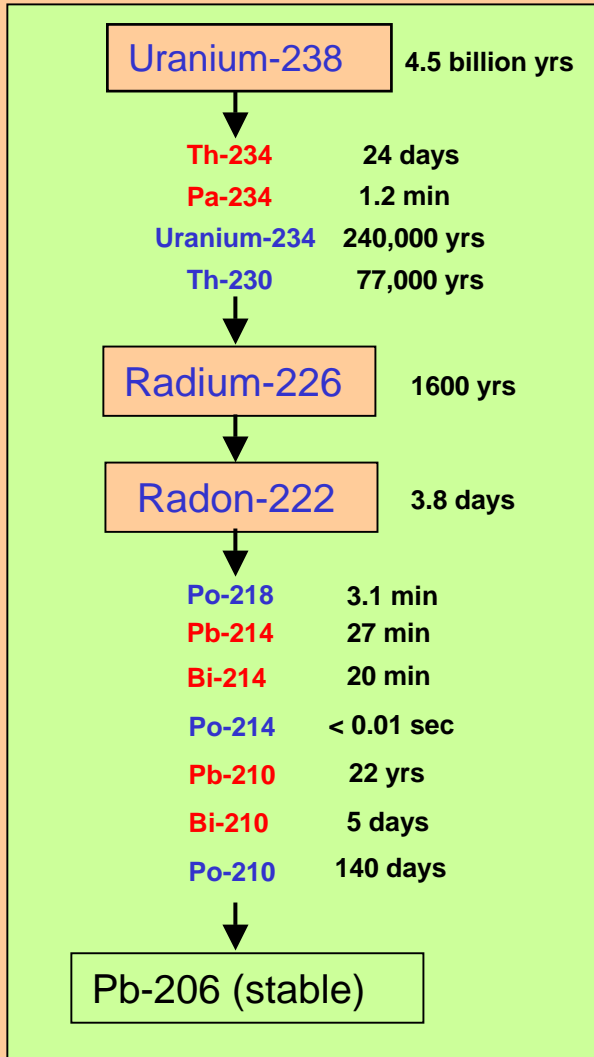 Uranium-238 4.5 billion yrs
Th-234 24 days
Pa-234 1.2 min
Uranium-234 240,000 yrs
Th-230 77,000 yrs
Radium-226 1600 yrs
Radon-222 3.8 days
Po-218 3.1 min
Pb-214 27 min
Bi-214 20 min
Po-214 < 0.01 sec
Pb-210 22 yrs
Bi-210 5 days
Po-210 140 days
Pb-206 (stable)